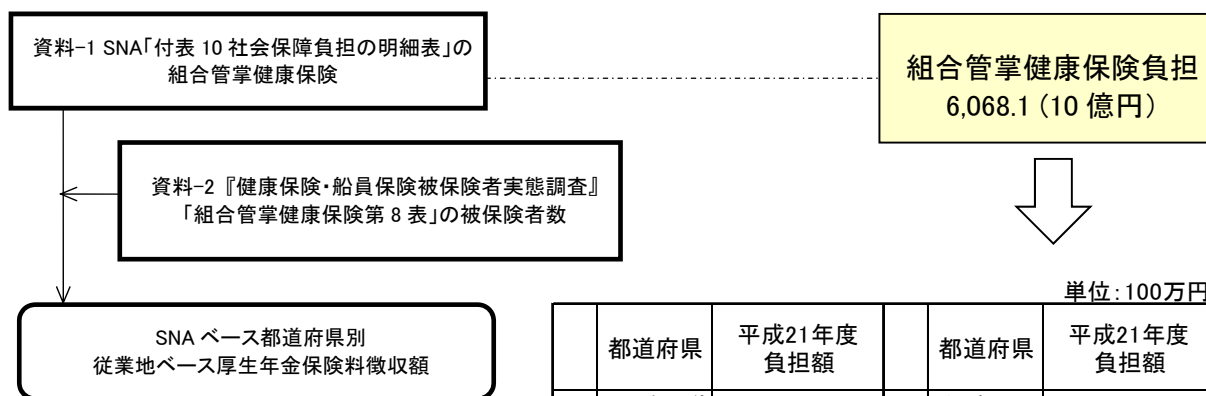 資料-1 SNA「付表 10 社会保障負担の明細表」の
組合管掌健康保険
組合管掌健康保険負担
6,068.1 (10 億円)
資料-2 『健康保険・船員保険被保険者実態調査』
「組合管掌健康保険第 8 表」の被保険者数
単位:100万円
SNA ベース都道府県別
従業地ベース厚生年金保険料徴収額
都道府県 平成21年度 都道府県 平成21年度
負担額 負担額